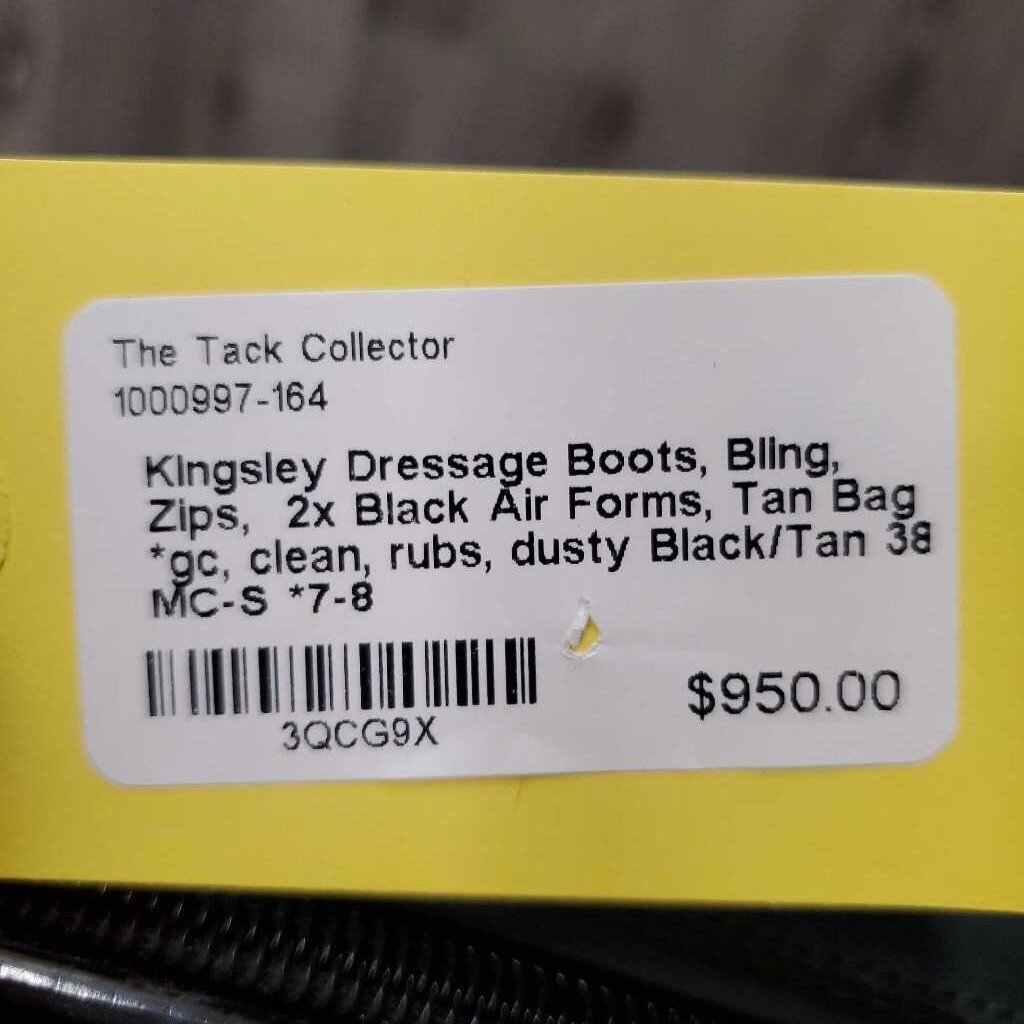 The Tack Collector
1000997-164
Kingsley Dressage Boots, Bling,
Zips, 2x Black Air Forms, Tan Bag
*gc, clean, rubs, dusty Black/Tan 38
MC-S *7-8
3QCG9X
$950.00